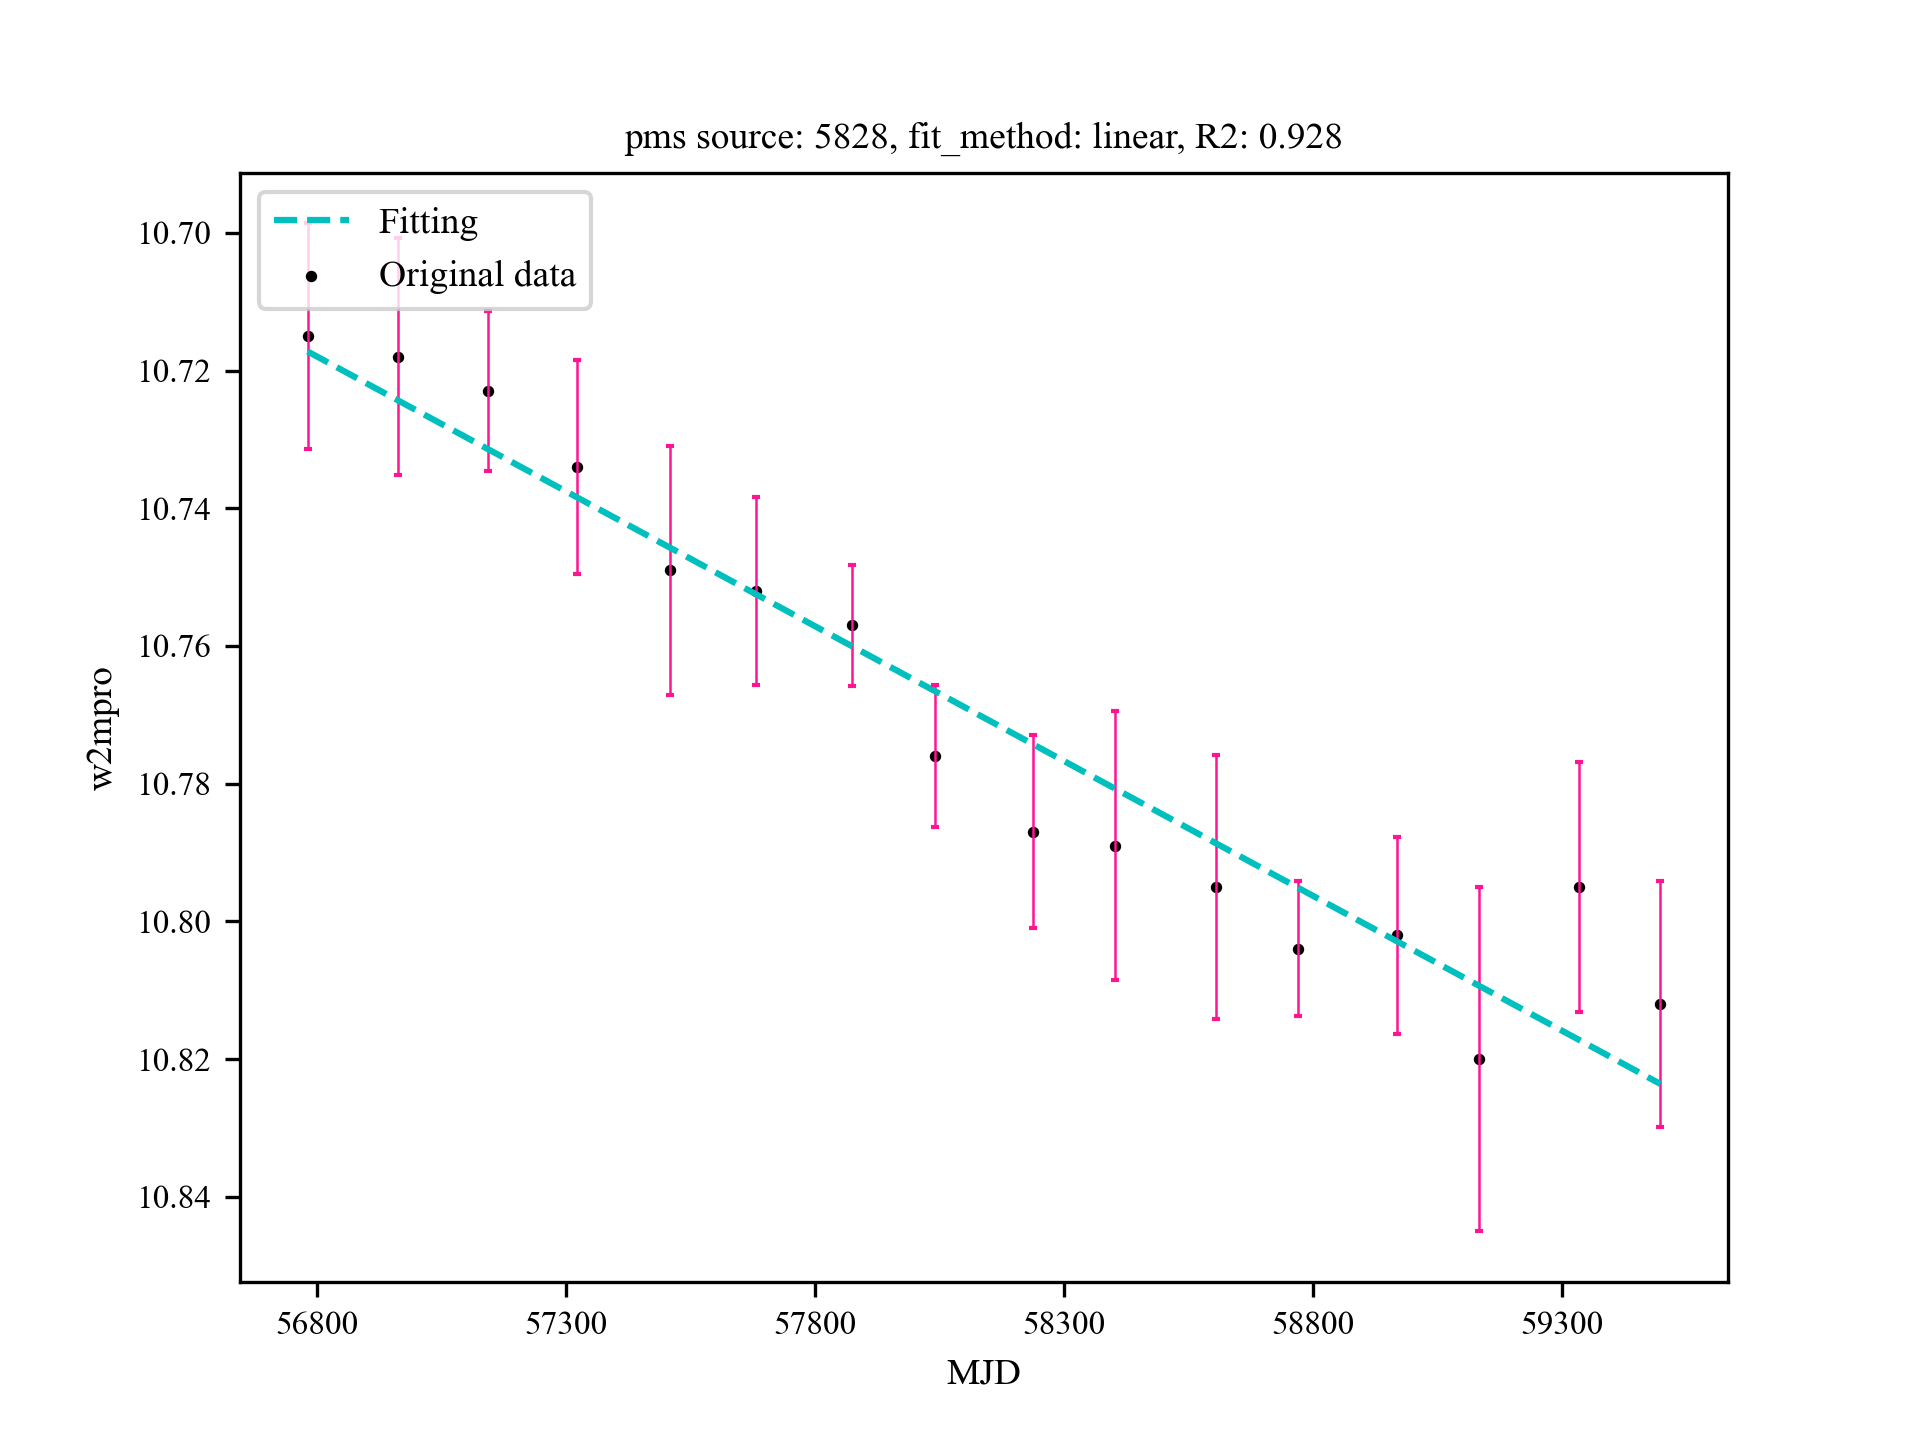 pms source: 5828, fit_method: linear, R2: 0.928
Fitting
Original data
10.70
10.72
10.74
10.76
10.78
10.80
10.82
10.84
w2mpro
56800 57300 57800 58300 58800 59300
MJD